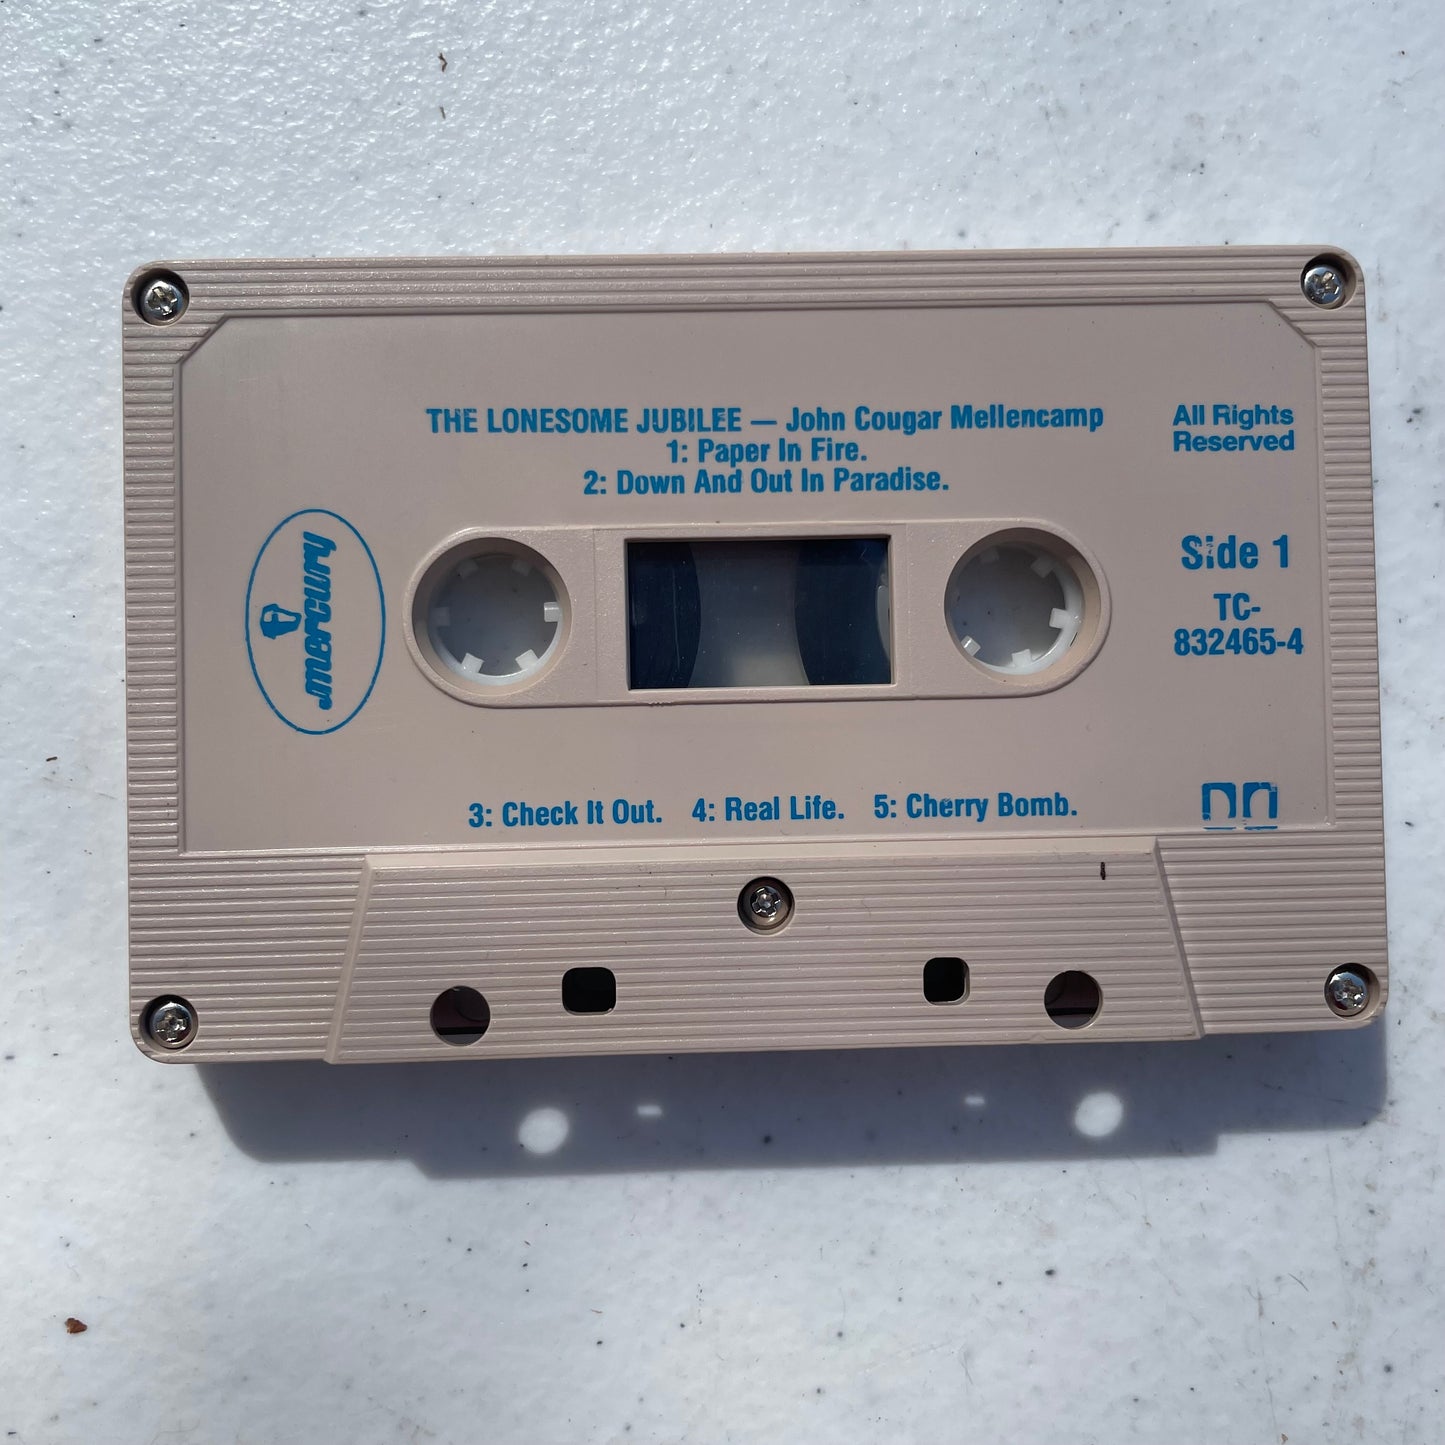 THE LONESOME JUBILEE — John Cougar Mellencamp
1: Paper In Fire.
2: Down And Out In Paradise.
All Rights
Reserved
mercury
Side 1
TC-
832465-4
3: Check It Out. 4: Real Life. 5: Cherry Bomb.